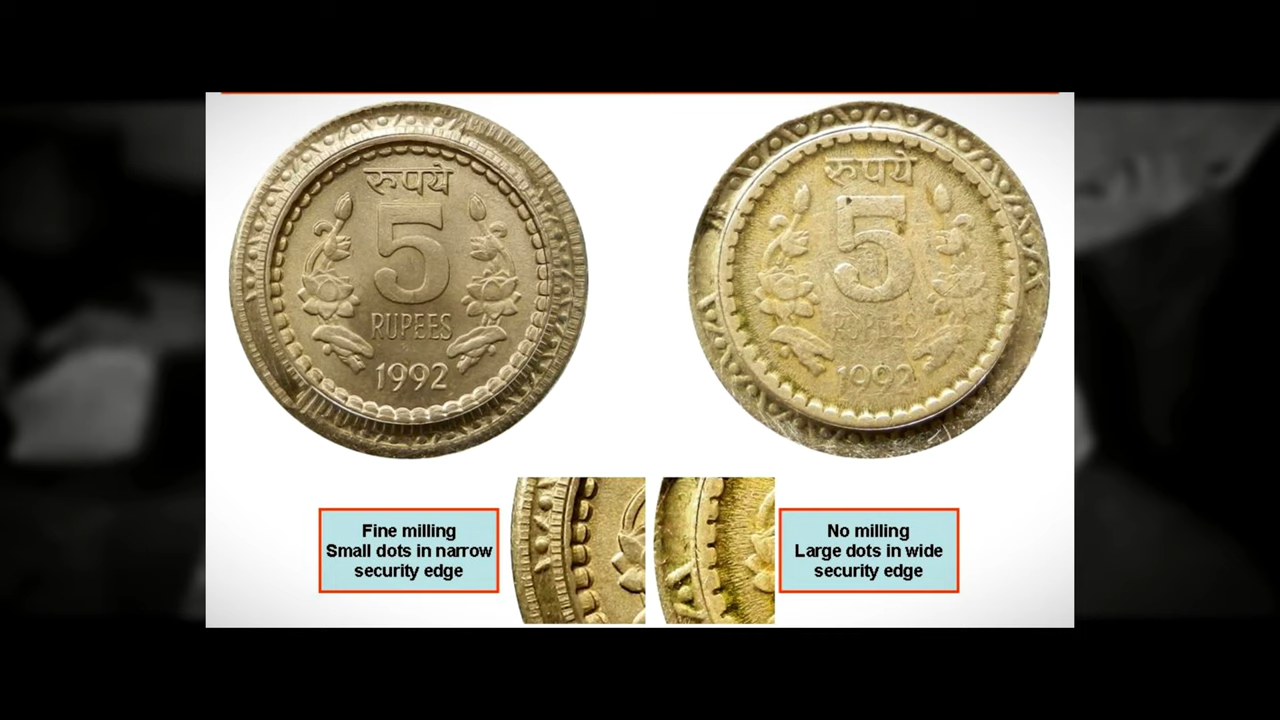 रुपये
5
RUPEES
1992
रुपये
5
RUPEES
1992
Fine milling
Small dots in narrow
security edge
No milling
Large dots in wide
security edge